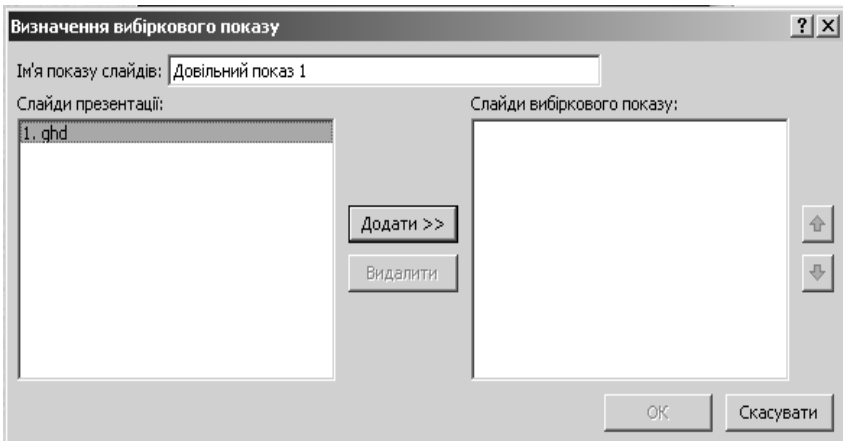 Визначення вибіркового показу
Ім'я показу слайдів: Довільний показ 1
Слайди презентації:
Слайди вибіркового показу:
1. ghd
Додати >>
Видалити
ОК
Скасувати